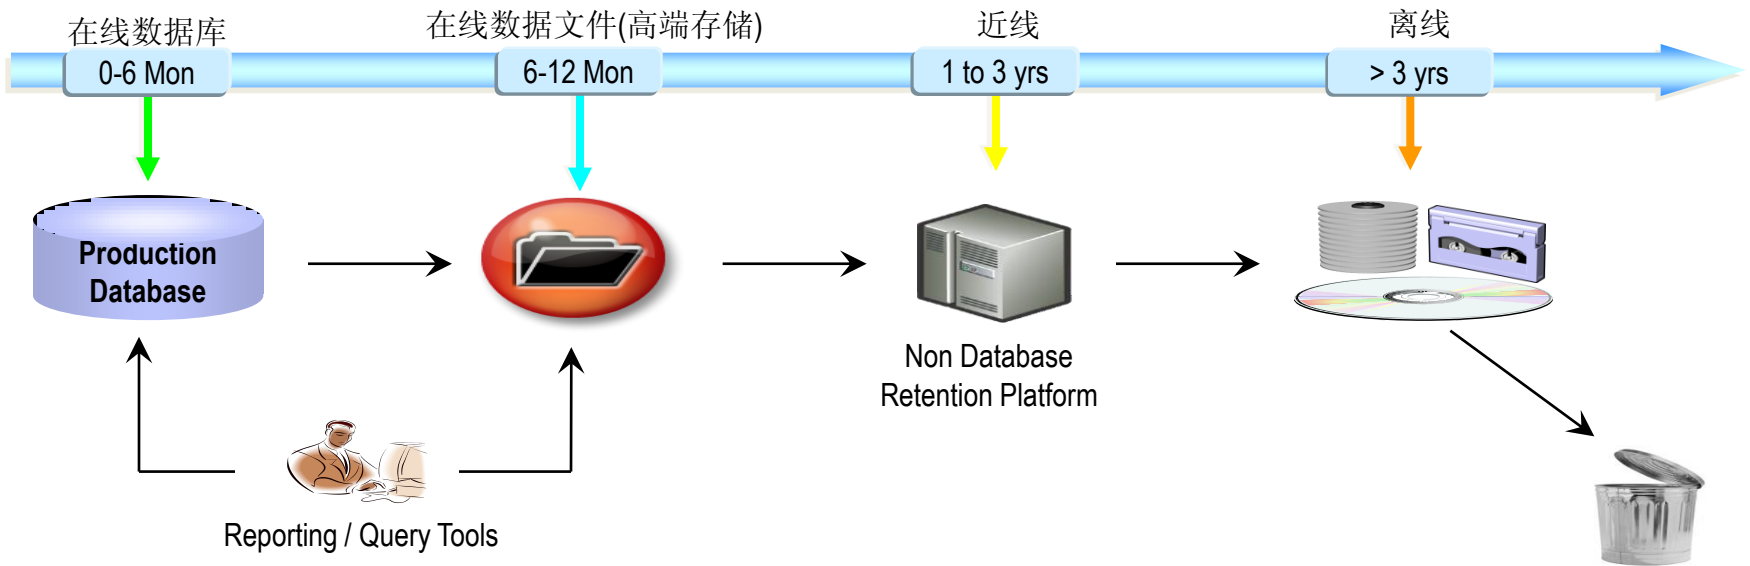 在线数据库
在线数据文件(高端存储)
近线
离线
0-6 Mon
6-12 Mon
1 to 3 yrs
> 3 yrs
Production
Database
Non Database
Retention Platform
Reporting / Query Tools